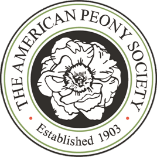 THE AMERICAN PEONY SOCIETY
Established 1903